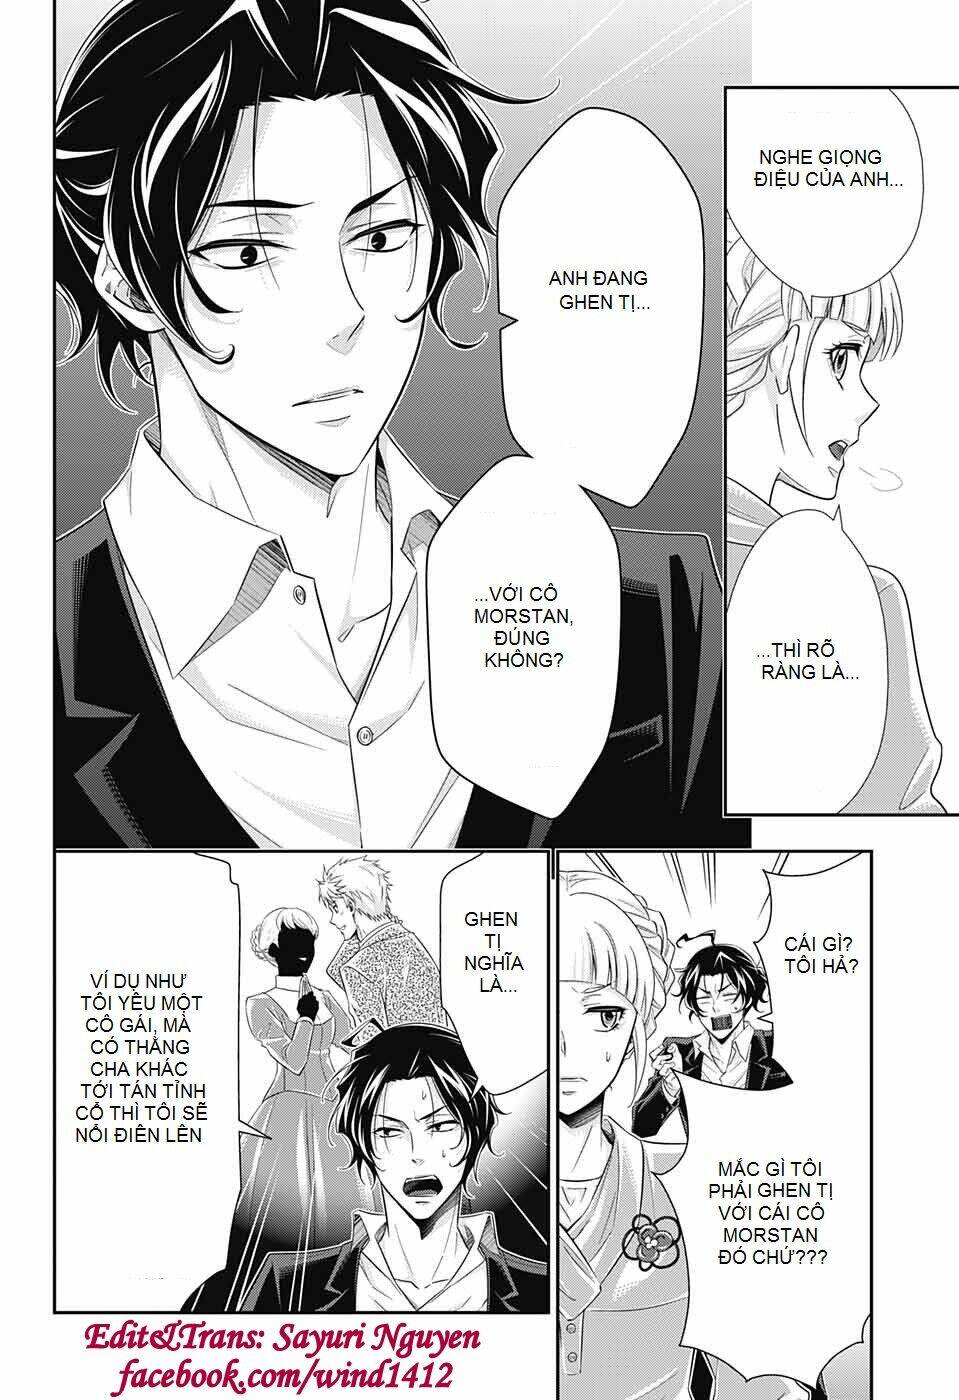 NGHE GIỌNG
ĐIỆU CỦA ANH...
...THÌ RÕ
RÀNG LÀ...
ANH ĐANG
GHEN TỊ...
...VỚI CÔ
MORSTAN,
ĐÚNG
KHÔNG?
CÁI GÌ?
TÔI HẢ?
MẮC GÌ TÔI
PHẢI GHEN TỊ
VỚI CÁI CÔ
MORSTAN
ĐÓ CHỨ???
GHEN
TỊ
NGHĨA
LÀ...
VÍ DỤ NHƯ
TÔI YÊU MỘT
CÔ GÁI, MÀ
CÓ THẰNG
CHA KHÁC
TỚI TÁN TỈNH
CỔ THÌ TÔI SẼ
NỔI ĐIÊN LÊN
Edit&Trans: Sayuri Nguyen
facebook.com/wind1412